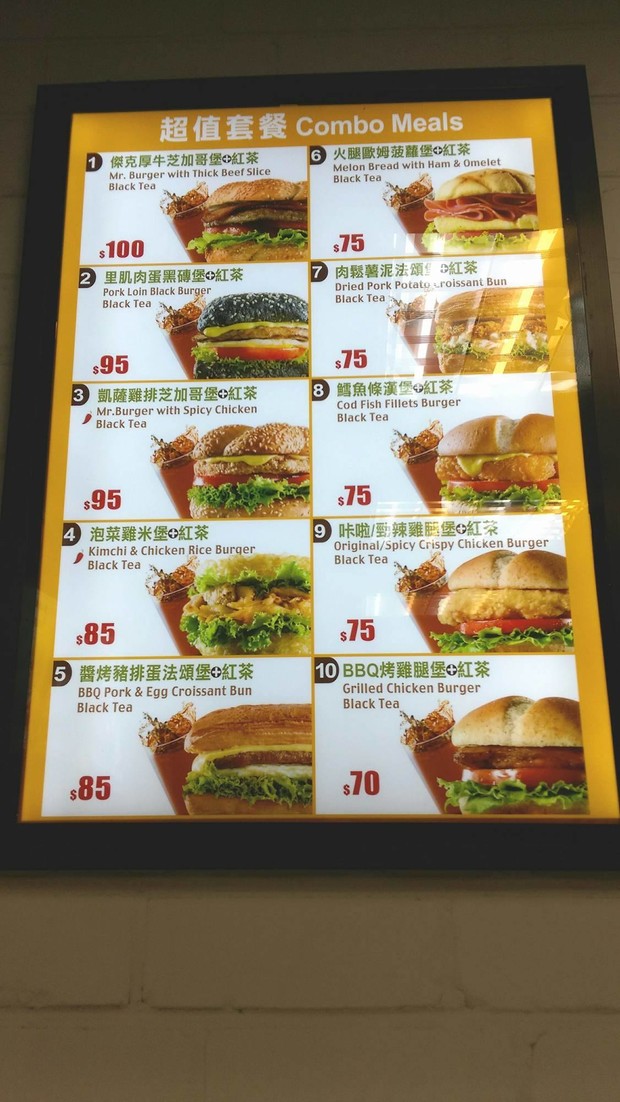 超值套餐 Combo Meals
1 傑克厚牛芝加哥堡+紅茶
Mr. Burger with Thick Beef Slice
Black Tea
$100
2 里肌肉蛋黑磚堡+紅茶
Pork Loin Black Burger
Black Tea
$95
3 凱薩雞排芝加哥堡+紅茶
Mr.Burger with Spicy Chicken
Black Tea
$95
4 泡菜雞米堡+紅茶
Kimchi & Chicken Rice Burger
Black Tea
$85
5 醬烤豬排蛋法頌堡+紅茶
BBQ Pork & Egg Croissant Bun
Black Tea
$85
6 火腿歐姆菠蘿堡+紅茶
Melon Bread with Ham & Omelet
Black Tea
$75
7 肉鬆薯泥法頌堡+紅茶
Dried Pork Potato Croissant Bun
Black Tea
$75
8 鱈魚條漢堡+紅茶
Cod Fish Fillets Burger
Black Tea
$75
9 咔啦/勁辣雞腿堡+紅茶
Original/Spicy Crispy Chicken Burger
Black Tea
$75
10 BBQ烤雞腿堡+紅茶
Grilled Chicken Burger
Black Tea
$70